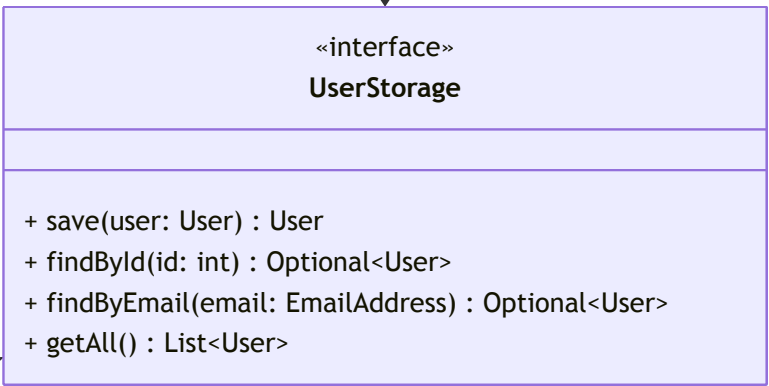 «interface»
UserStorage
+ save(user: User) : User
+ findById(id: int) : Optional<User>
+ findByEmail(email: EmailAddress) : Optional<User>
+ getAll() : List<User>